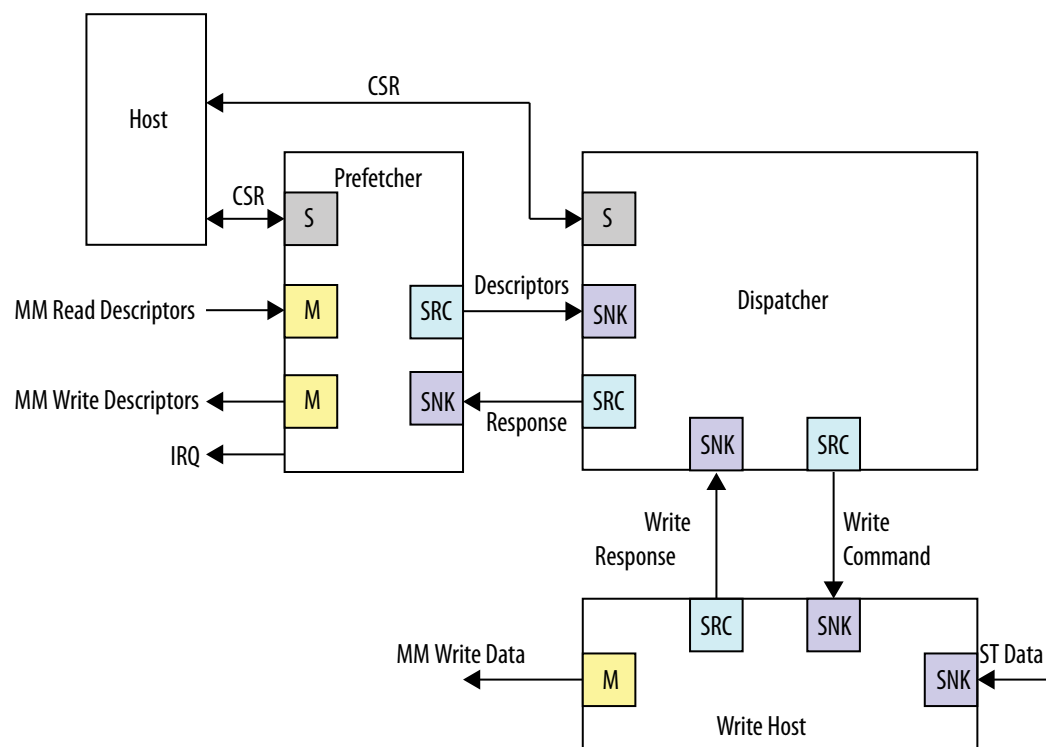 CSR
Host
Prefetcher
CSR
S
S
MM Read Descriptors
M
SRC
Descriptors
SNK
Dispatcher
MM Write Descriptors
M
SNK
Response
SRC
IRQ
SNK
SRC
Write
Response
Write
Command
SRC
SNK
MM Write Data
M
SNK
ST Data
Write Host